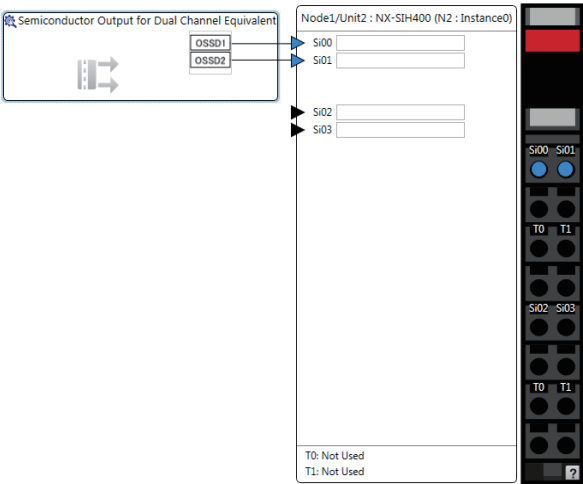 Semiconductor Output for Dual Channel Equivalent
OSSD1
OSSD2
Node1/Unit2 : NX-SIH400 (N2 : Instance0)
Si00
Si01
Si02
Si03
T0: Not Used
T1: Not Used
Si00 Si01
T0 T1
Si02 Si03
T0 T1
?